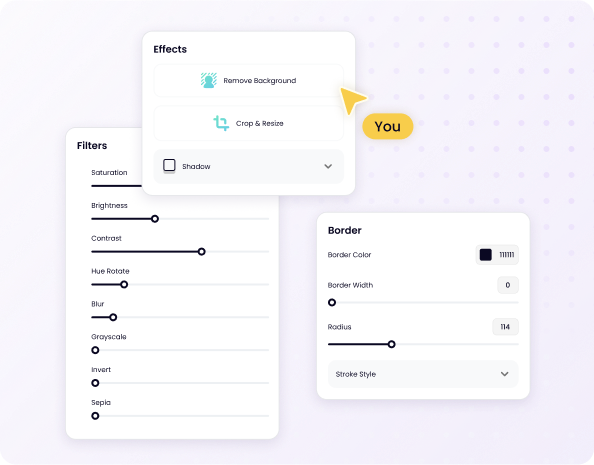 Effects
Remove Background
Crop & Resize
Shadow
You
Filters
Saturation
Brightness
Contrast
Hue Rotate
Blur
Grayscale
Invert
Sepia
Border
Border Color 111111
Border Width 0
Radius 114
Stroke Style